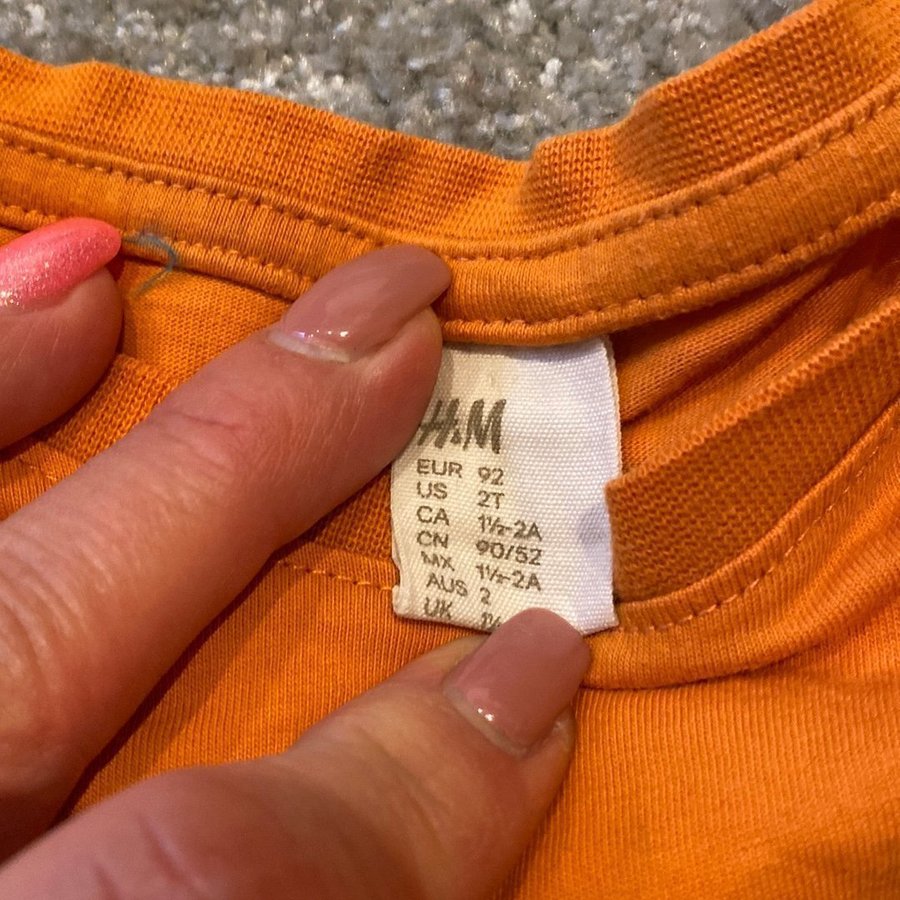 H&M
EUR 92
US 2T
CA 1½-2A
CN 90/52
MX 1½-2A
AUS 2
UK